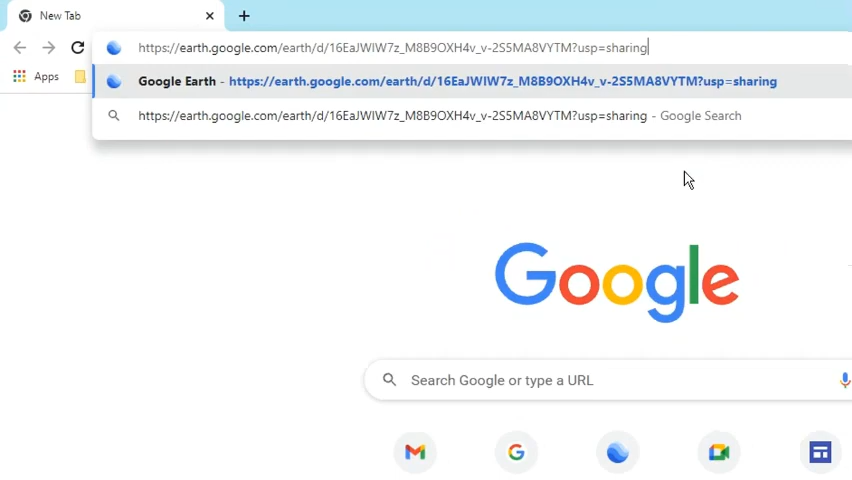 New Tab
https://earth.google.com/earth/d/16EaJWIW7z_M8B9OXH4v_v-2S5MA8VYTM?usp=sharing
Apps
Google Earth - https://earth.google.com/earth/d/16EaJWIW7z_M8B9OXH4v_v-2S5MA8VYTM?usp=sharing
https://earth.google.com/earth/d/16EaJWIW7z_M8B9OXH4v_v-2S5MA8VYTM?usp=sharing - Google Search
Google
Search Google or type a URL